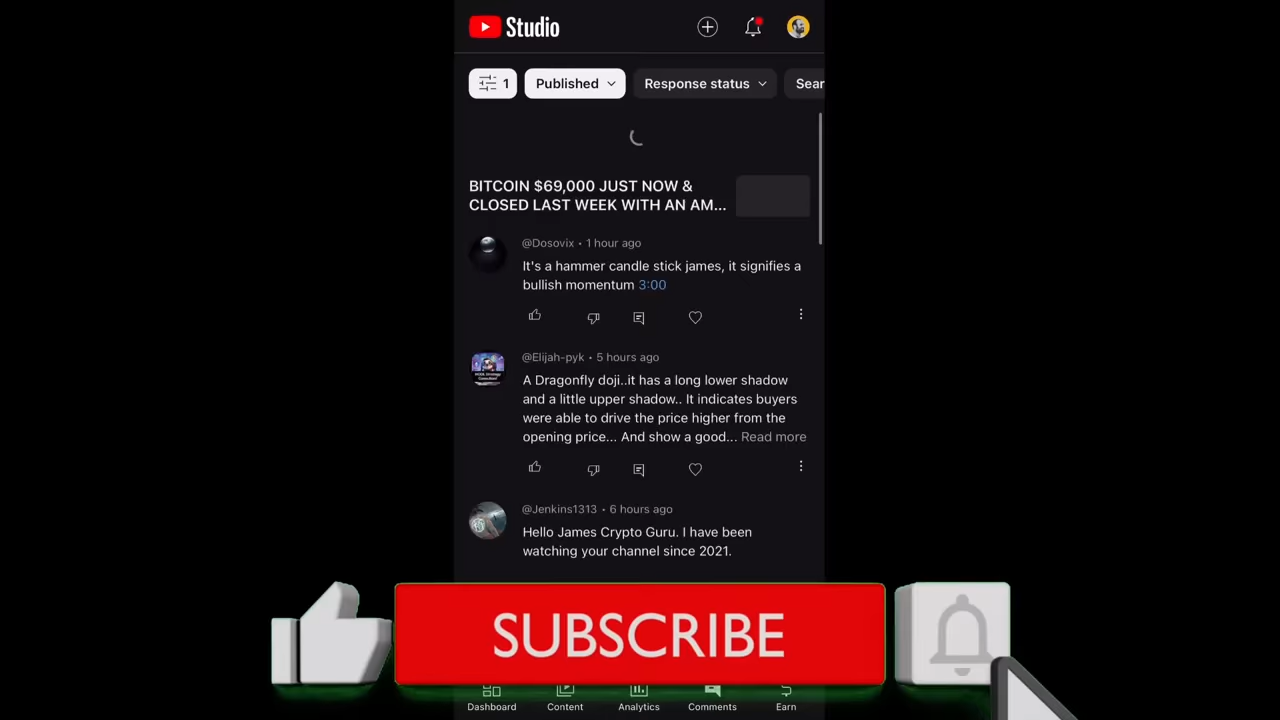 Studio
1 Published Response status Sear
BITCOIN $69,000 JUST NOW &
CLOSED LAST WEEK WITH AN AM...
@Dosovix • 1 hour ago
It's a hammer candle stick james, it signifies a
bullish momentum 3:00
@Elijah-pyk • 5 hours ago
A Dragonfly doji..it has a long lower shadow
and a little upper shadow.. It indicates buyers
were able to drive the price higher from the
opening price... And show a good... Read more
@Jenkins1313 • 6 hours ago
Hello James Crypto Guru. I have been
watching your channel since 2021.
SUBSCRIBE
Dashboard Content Analytics Comments Earn